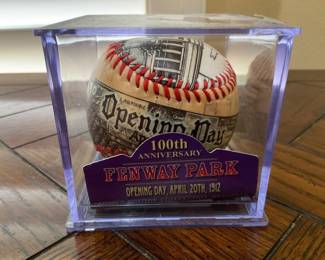 Opening Day
100th
ANNIVERSARY
FENWAY PARK
OPENING DAY, APRIL 20TH, 1912